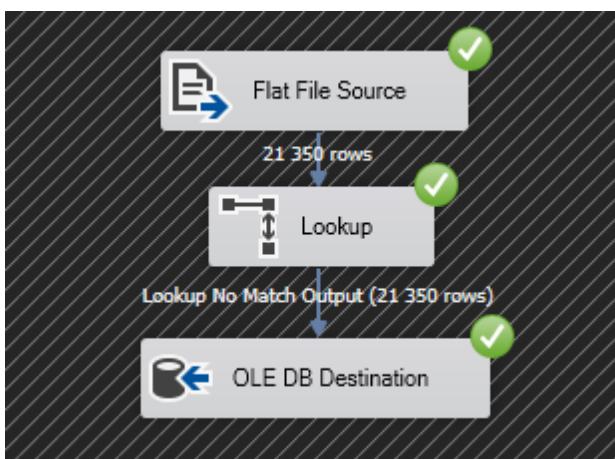 Flat File Source
21 350 rows
Lookup
Lookup No Match Output (21 350 rows)
OLE DB Destination